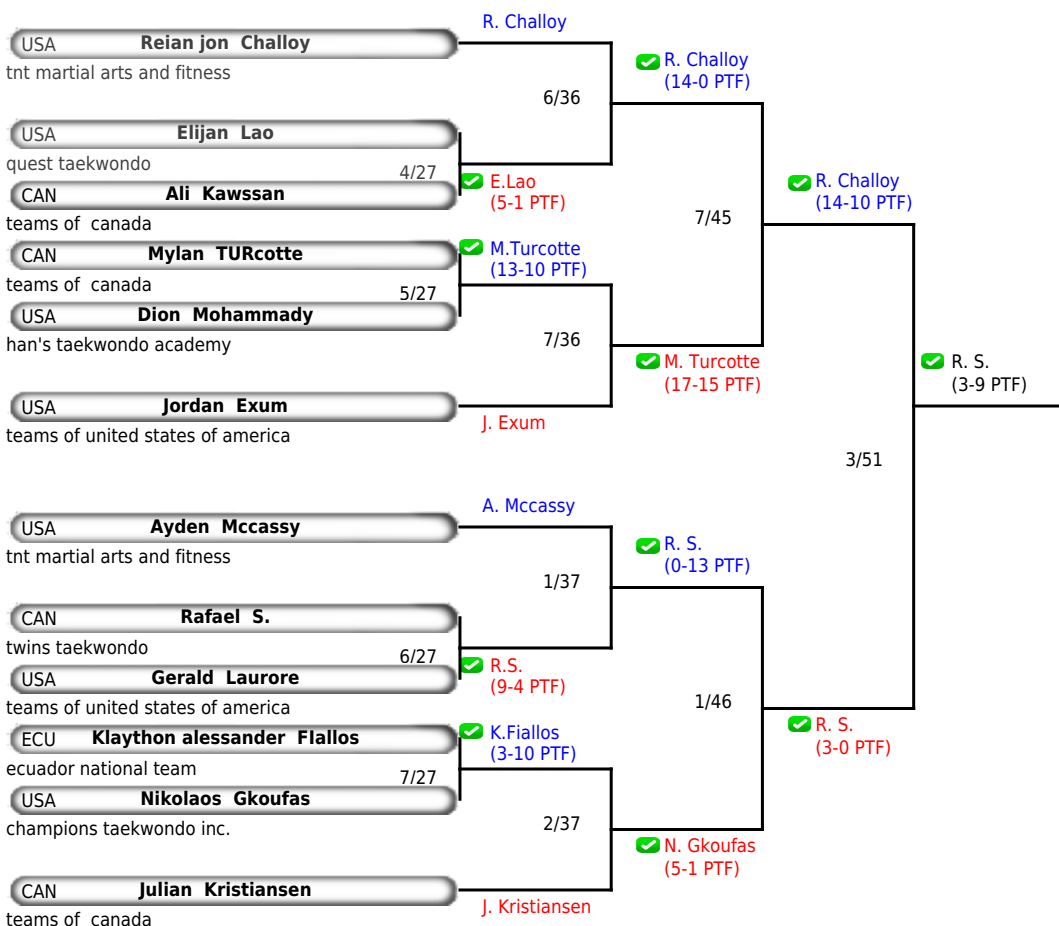 R. Challoy
USA Reian jon Challoy
tnt martial arts and fitness
R. Challoy
(14-0 PTF)
6/36
USA Elijan Lao
quest taekwondo
4/27
E.Lao
(5-1 PTF)
CAN Ali Kawssan
teams of canada
R. Challoy
(14-10 PTF)
7/45
CAN Mylan TURcotte
teams of canada
M.Turcotte
(13-10 PTF)
5/27
USA Dion Mohammady
han's taekwondo academy
7/36
M. Turcotte
(17-15 PTF)
R. S.
(3-9 PTF)
USA Jordan Exum
teams of united states of america
J. Exum
3/51
A. Mccassy
USA Ayden Mccassy
tnt martial arts and fitness
R. S.
(0-13 PTF)
1/37
CAN Rafael S.
twins taekwondo
6/27
R.S.
(9-4 PTF)
USA Gerald Laurore
teams of united states of america
1/46
R. S.
(3-0 PTF)
ECU Klaython alessander FIallos
ecuador national team
K.Fiallos
(3-10 PTF)
7/27
USA Nikolaos Gkoufas
champions taekwondo inc.
2/37
N. Gkoufas
(5-1 PTF)
CAN Julian Kristiansen
teams of canada
J. Kristiansen